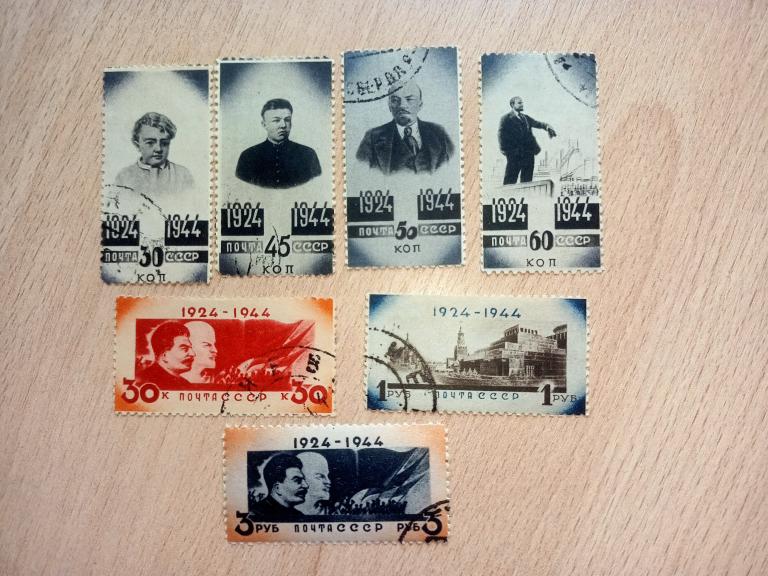 1924 1944
ПОЧТА 30 СССР
КОП
1924 1944
ПОЧТА 45 СССР
КОП
1924 1944
ПОЧТА 50 СССР
КОП
1924 1944
ПОЧТА 60 СССР
КОП
1924-1944
30 К ПОЧТА СССР К 30
1924-1944
1 РУБ ПОЧТА СССР 1 РУБ
1924-1944
3 РУБ ПОЧТА СССР РУБ 3